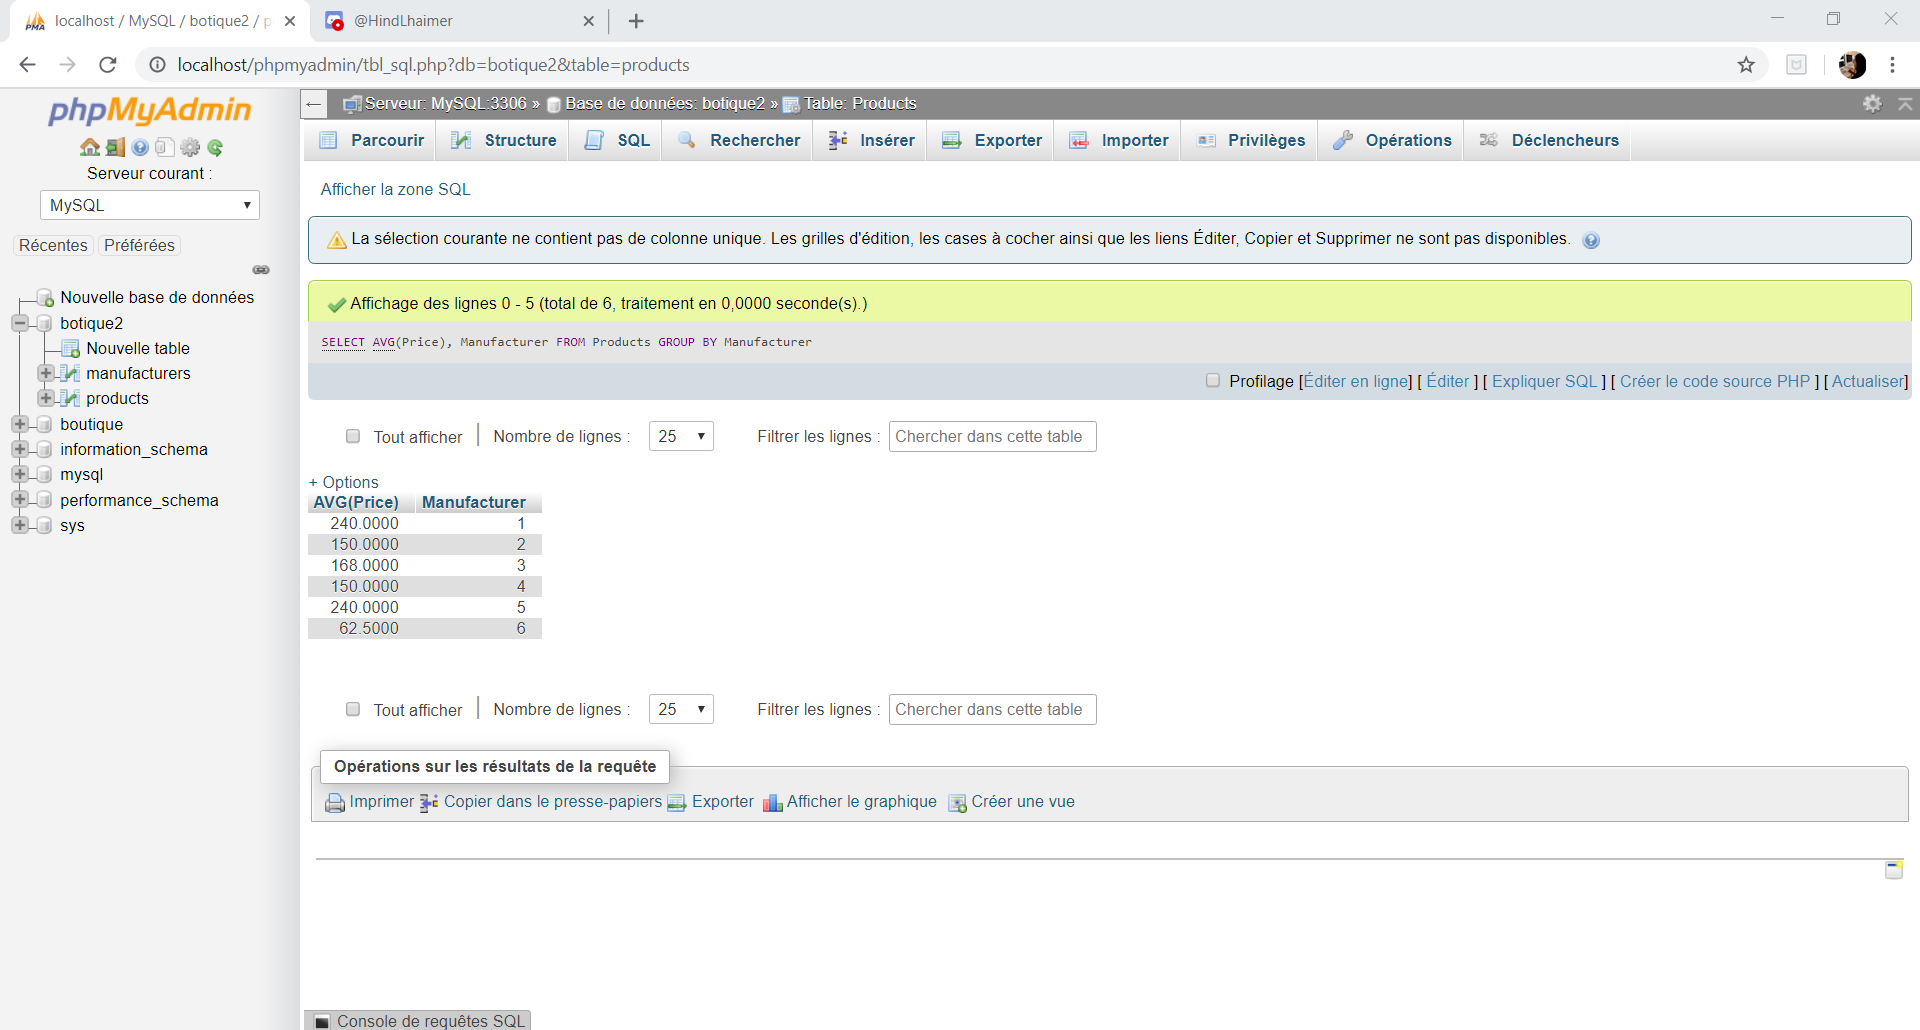 localhost / MySQL / botique2 / p
@HindLhaimer
localhost/phpmyadmin/tbl_sql.php?db=botique2&table=products
phpMyAdmin
Serveur courant :
MySQL
Récentes Préférées
Nouvelle base de données
botique2
Nouvelle table
manufacturers
products
boutique
information_schema
mysql
performance_schema
sys
Serveur: MySQL:3306 » Base de données: botique2 » Table: Products
Parcourir Structure SQL Rechercher Insérer Exporter Importer Privilèges Opérations Déclencheurs
Afficher la zone SQL
La sélection courante ne contient pas de colonne unique. Les grilles d'édition, les cases à cocher ainsi que les liens Éditer, Copier et Supprimer ne sont pas disponibles.
Affichage des lignes 0 - 5 (total de 6, traitement en 0,0000 seconde(s).)
SELECT AVG(Price), Manufacturer FROM Products GROUP BY Manufacturer
Profilage [Éditer en ligne] [ Éditer ] [ Expliquer SQL ] [ Créer le code source PHP ] [ Actualiser]
Tout afficher | Nombre de lignes : 25 Filtrer les lignes : Chercher dans cette table
+ Options
AVG(Price) Manufacturer
240.0000 1
150.0000 2
168.0000 3
150.0000 4
240.0000 5
62.5000 6
Tout afficher | Nombre de lignes : 25 Filtrer les lignes : Chercher dans cette table
Opérations sur les résultats de la requête
Imprimer Copier dans le presse-papiers Exporter Afficher le graphique Créer une vue
Console de requêtes SQL